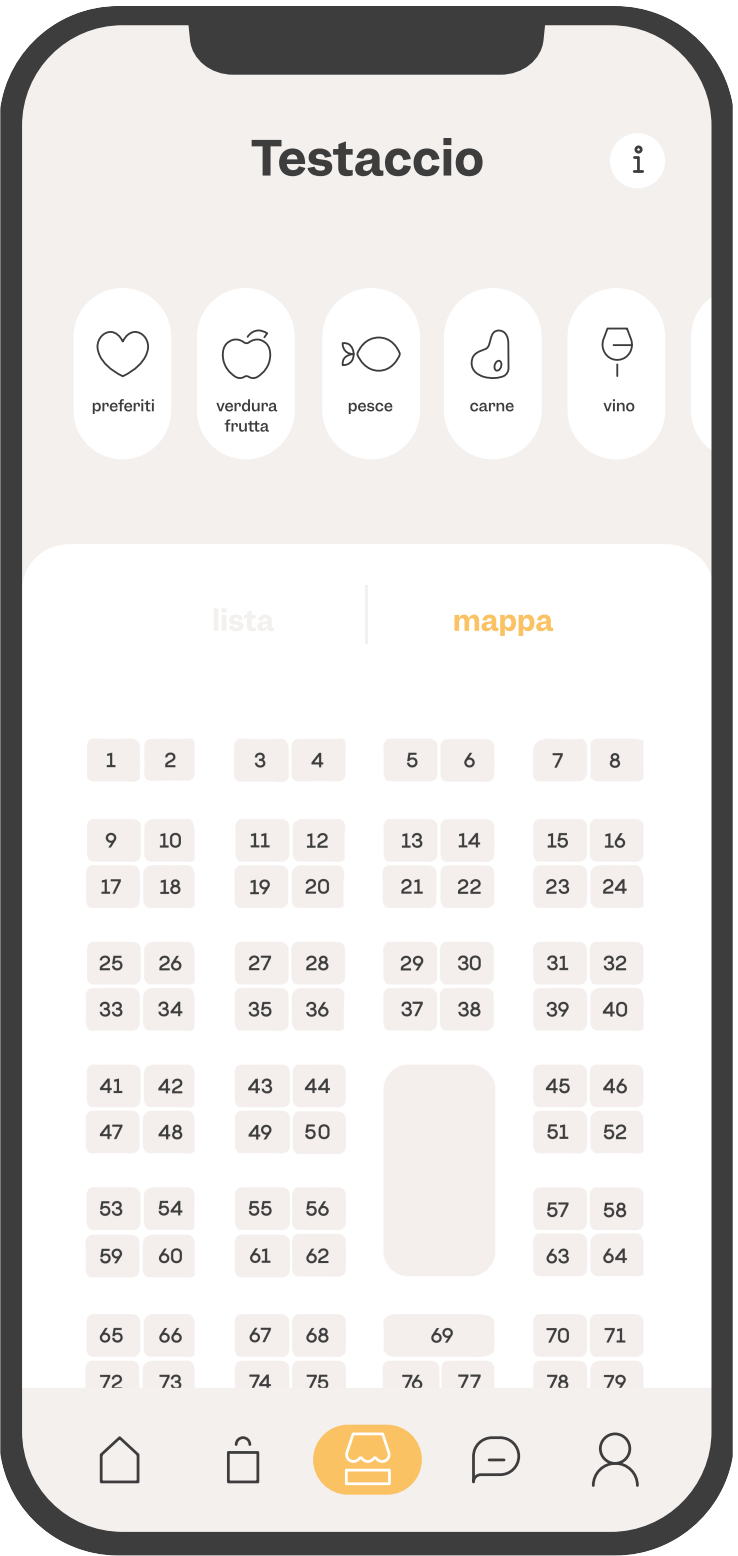 Testaccio
i
preferiti
verdura
frutta
pesce
carne
vino
lista
mappa
1 2 3 4 5 6 7 8
9 10 11 12 13 14 15 16
17 18 19 20 21 22 23 24
25 26 27 28 29 30 31 32
33 34 35 36 37 38 39 40
41 42 43 44 45 46
47 48 49 50 51 52
53 54 55 56 57 58
59 60 61 62 63 64
65 66 67 68 69 70 71
72 73 74 75 76 77 78 79